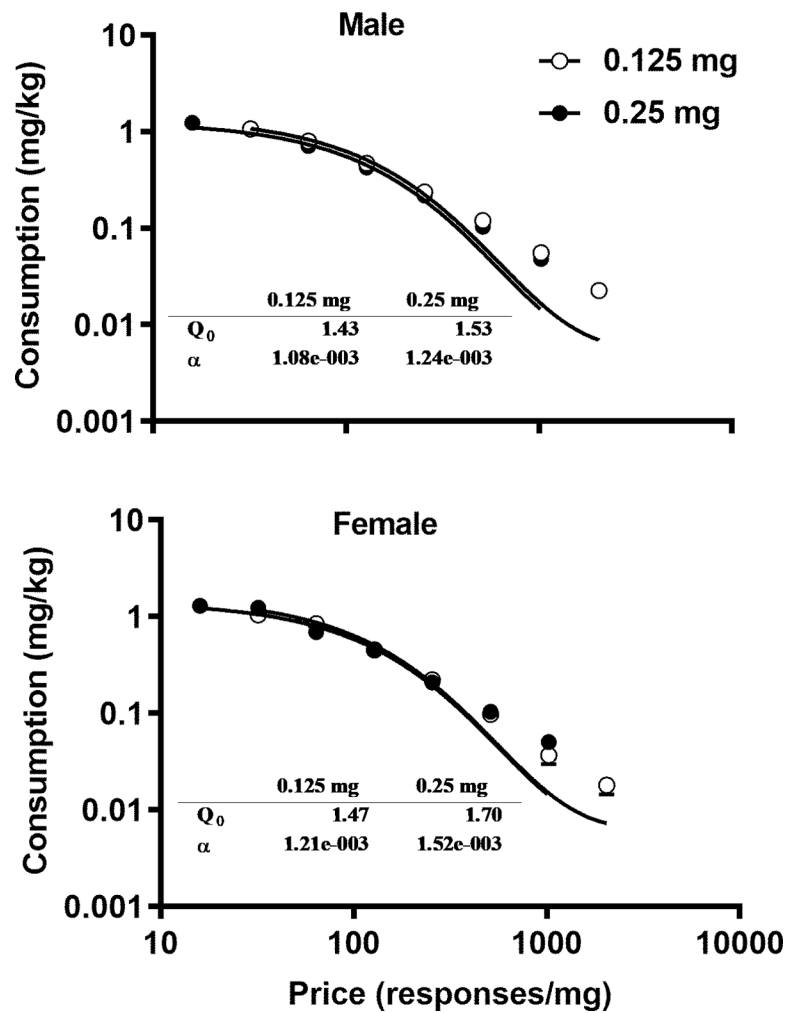 Male
10
1
0.1
0.01
0.001
Consumption (mg/kg)
0.125 mg
0.25 mg
0.125 mg 0.25 mg
Q0 1.43 1.53
α 1.08e-003 1.24e-003
Female
10
1
0.1
0.01
0.001
Consumption (mg/kg)
0.125 mg 0.25 mg
Q0 1.47 1.70
α 1.21e-003 1.52e-003
10 100 1000 10000
Price (responses/mg)